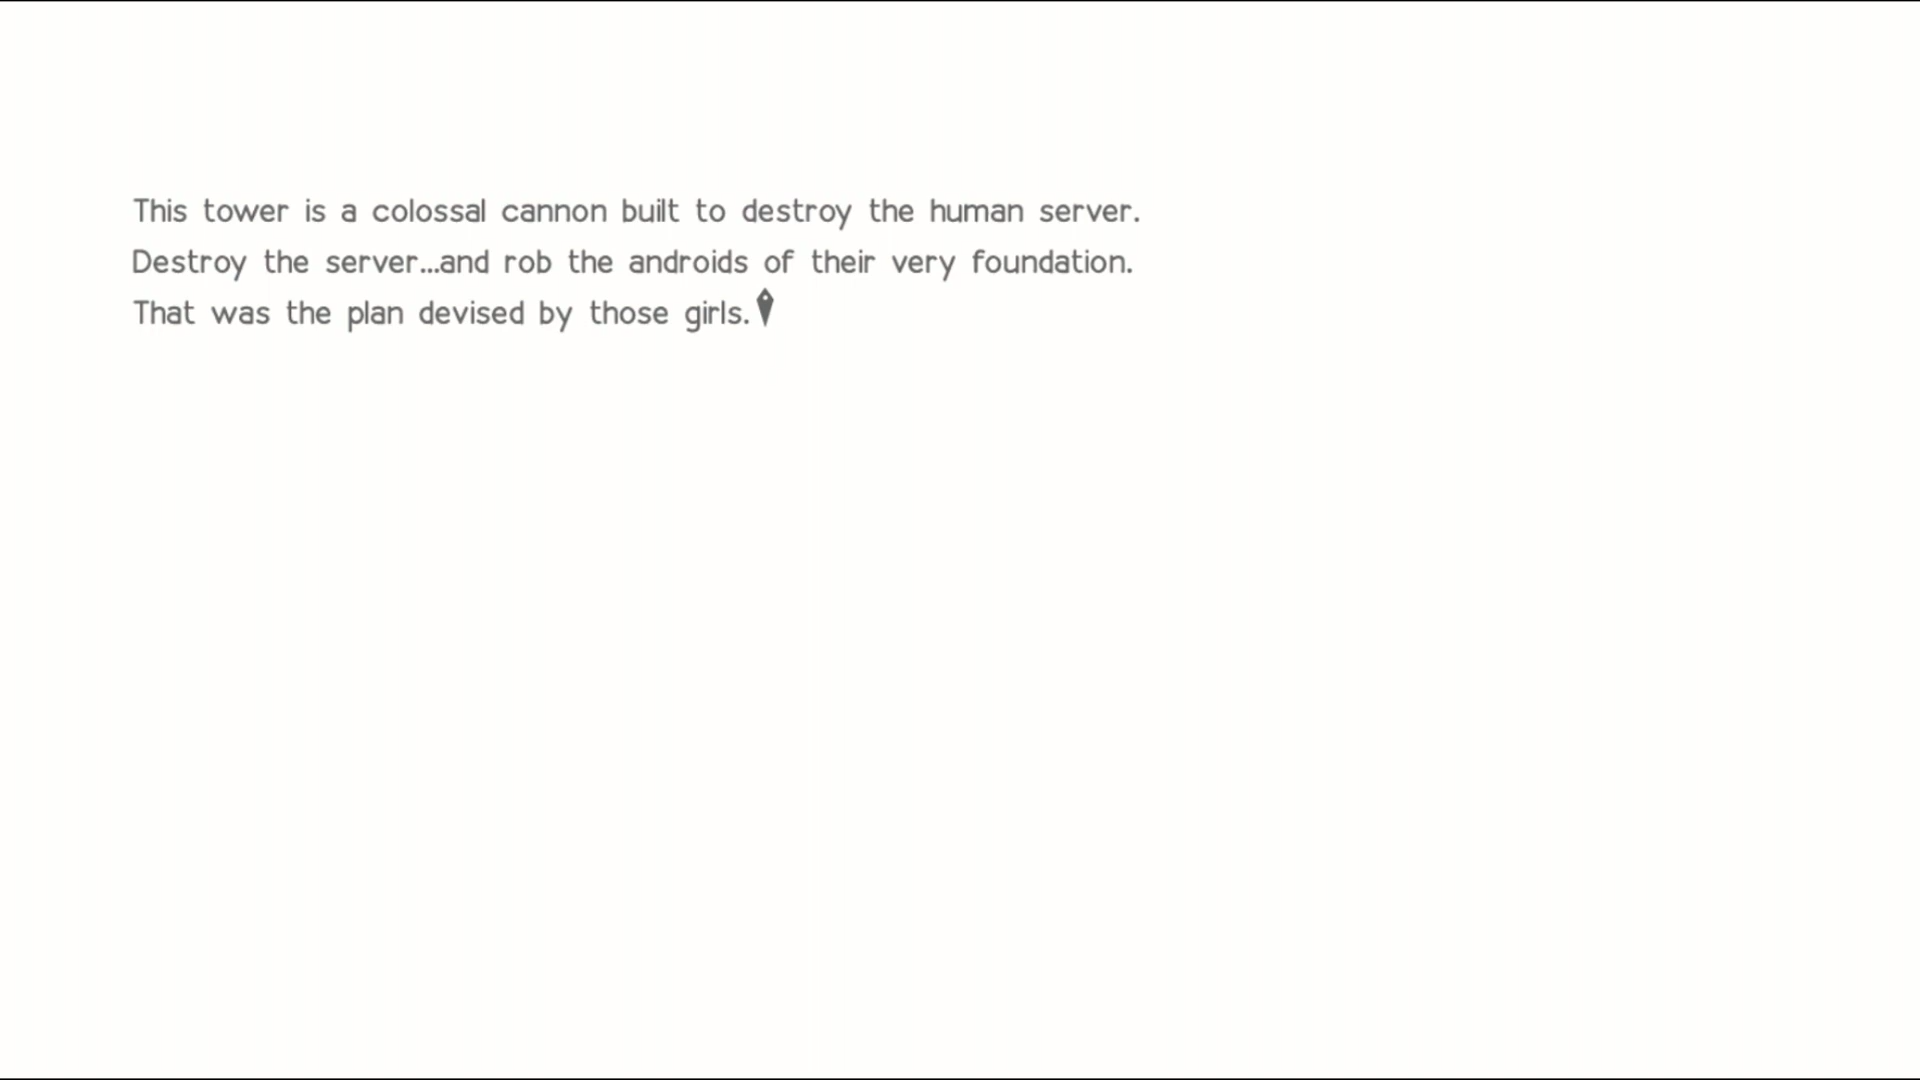 This tower is a colossal cannon built to destroy the human server.
Destroy the server...and rob the androids of their very foundation.
That was the plan devised by those girls.